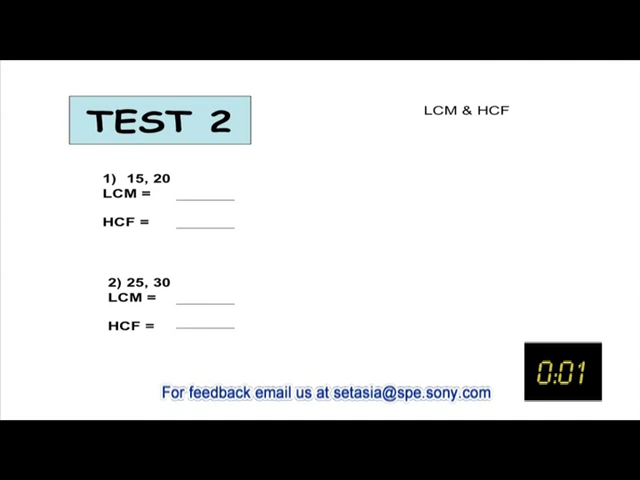 TEST 2
LCM & HCF
1) 15, 20
LCM =
HCF =
2) 25, 30
LCM =
HCF =
0:01
For feedback email us at setasia@spe.sony.com